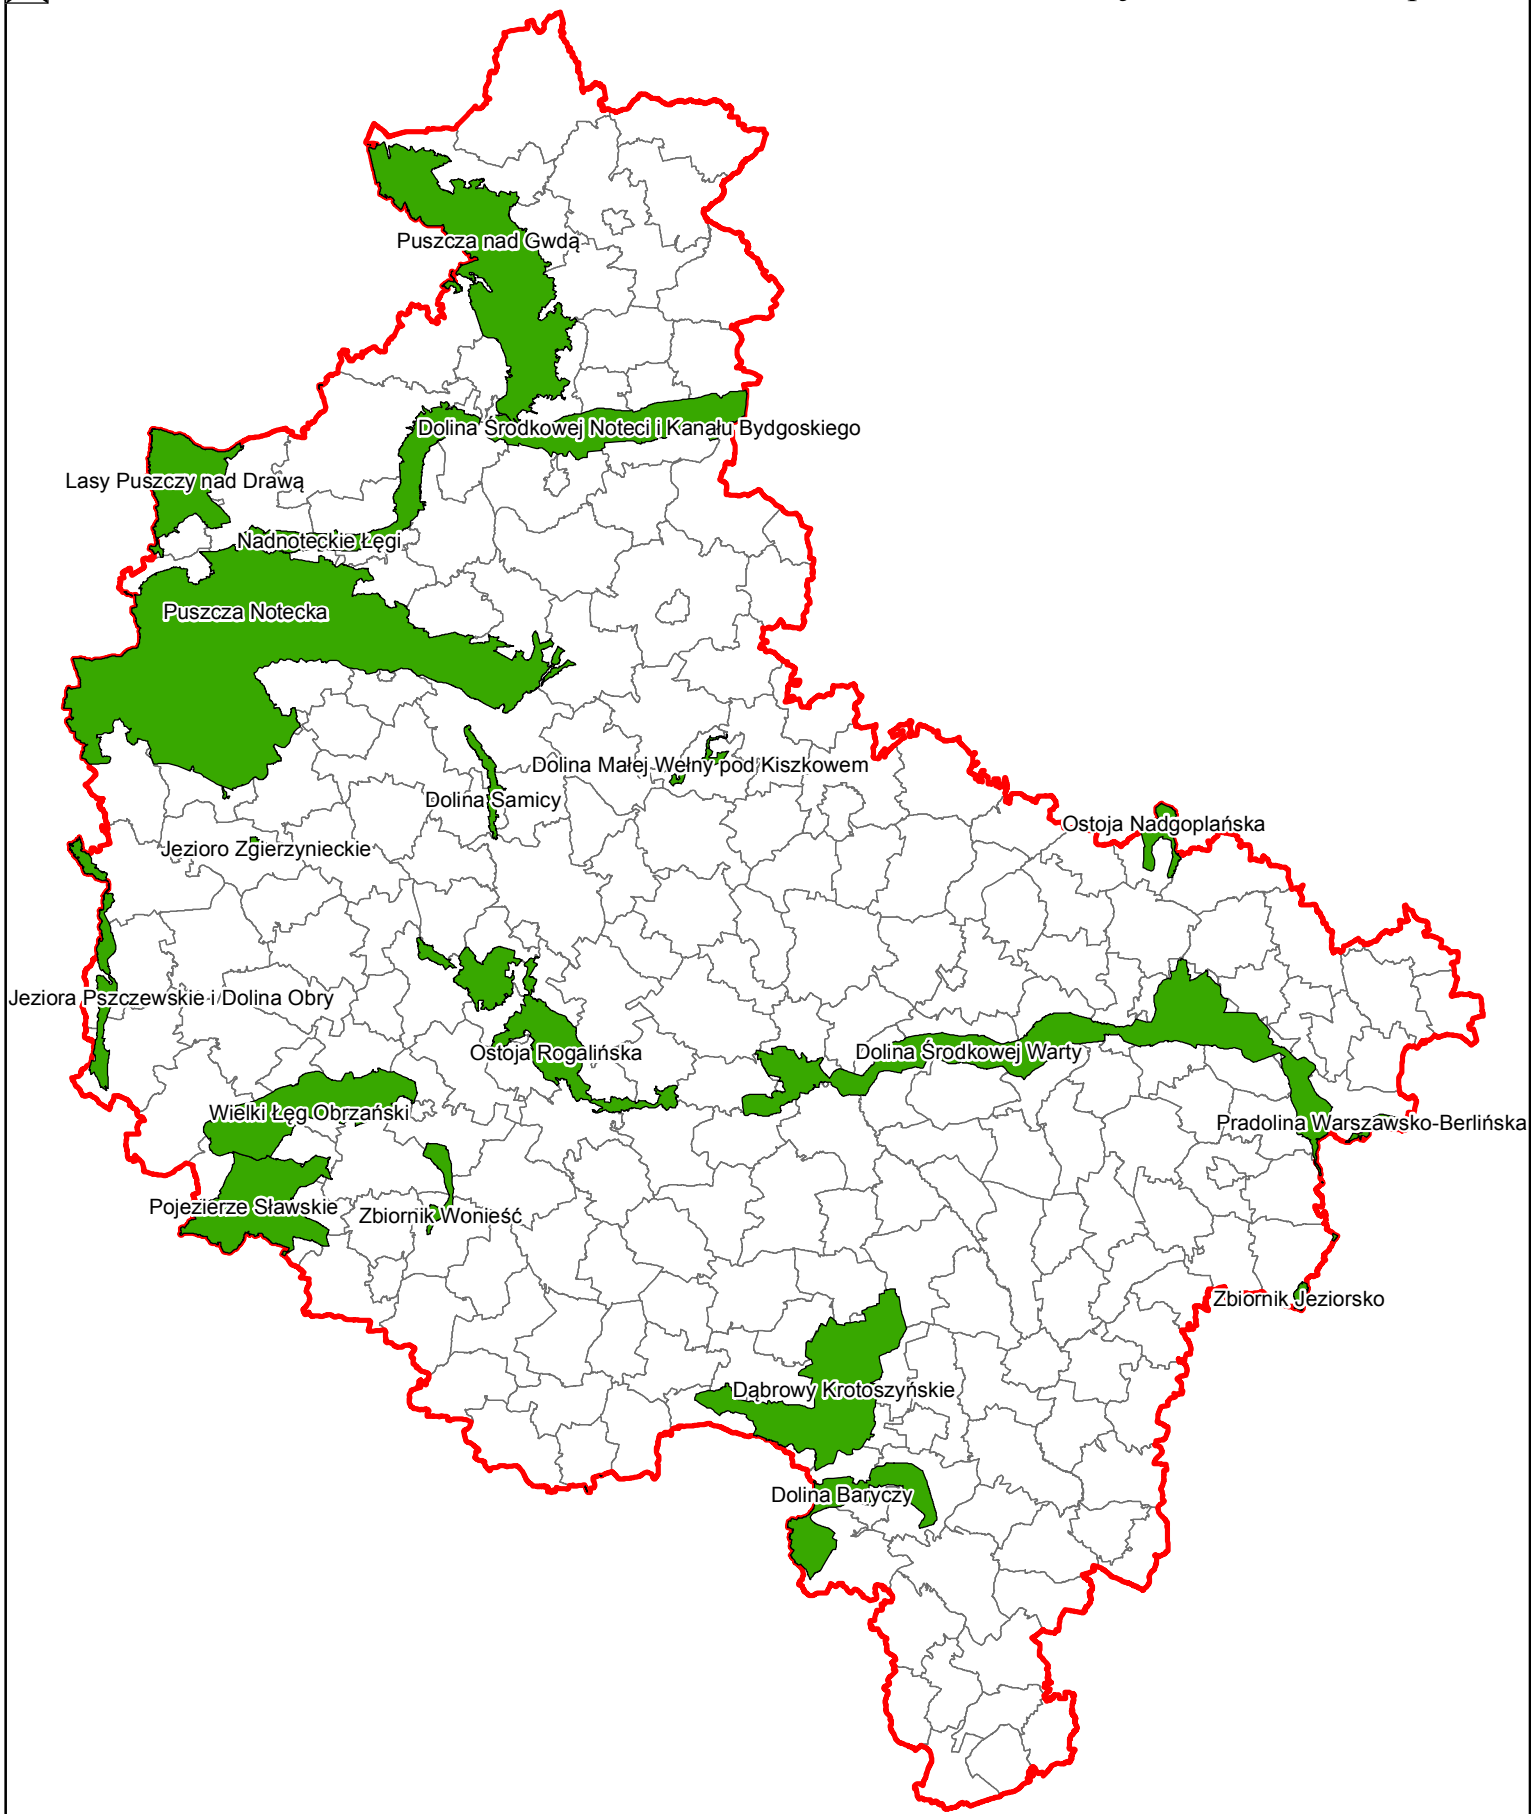 Puszcza nad Gwdą
Dolina Środkowej Noteci i Kanału Bydgoskiego
Lasy Puszczy nad Drawą
Nadnoteckie Łęgi
Puszcza Notecka
Dolina Małej Wełny pod Kiszkowem
Dolina Samicy
Ostoja Nadgoplańska
Jezioro Zgierzynieckie
Jeziora Pszczewskie i Dolina Obry
Ostoja Rogalińska
Dolina Środkowej Warty
Wielki Łęg Obrzański
Pradolina Warszawsko-Berlińska
Pojezierze Sławskie
Zbiornik Wonieść
Zbiornik Jeziorsko
Dąbrowy Krotoszyńskie
Dolina Baryczy